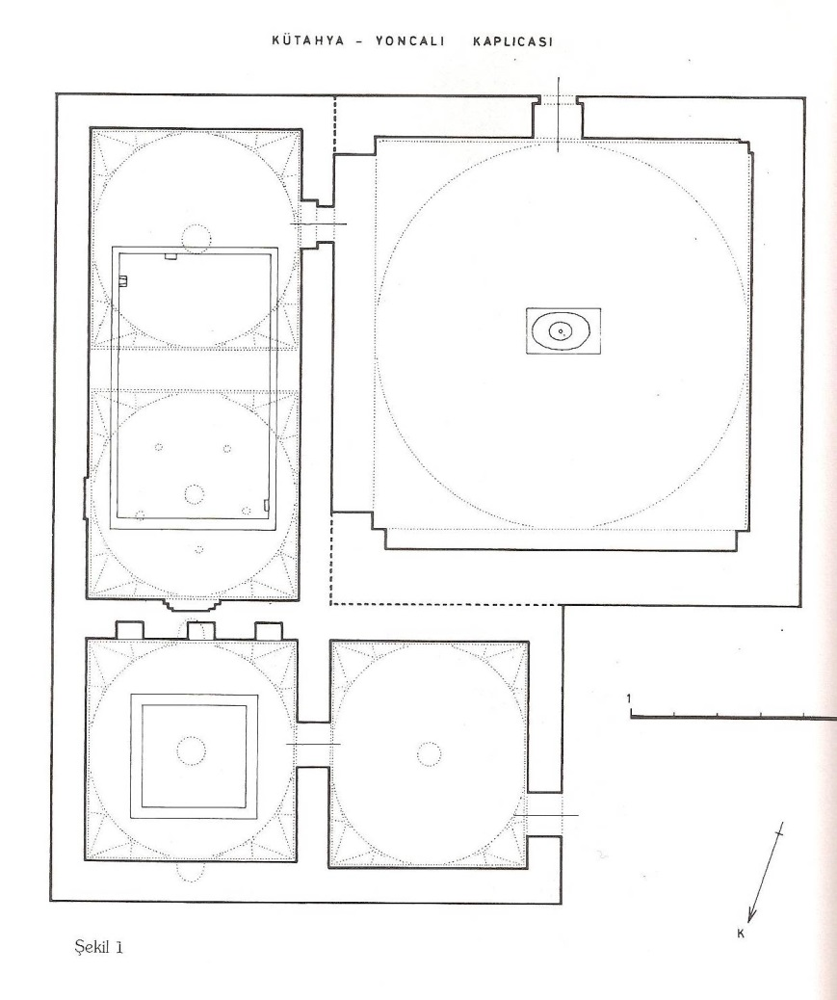 KÜTAHYA – YONCALI KAPLICASI
1
K
Şekil 1